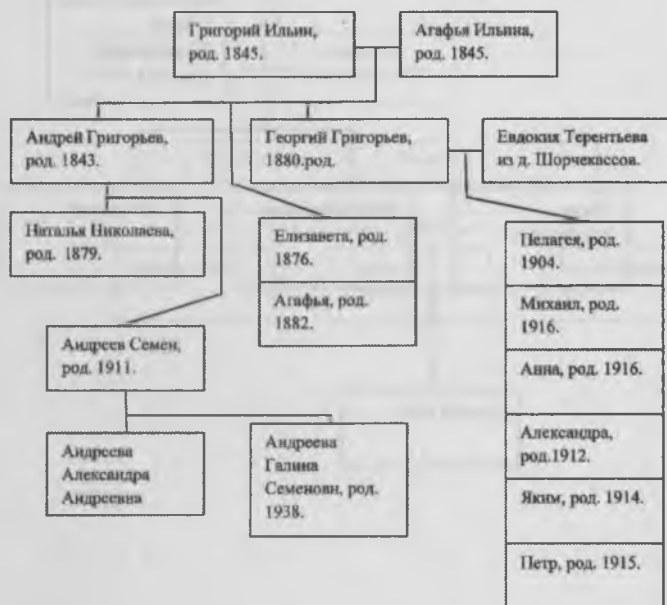 Григорий Ильин,
род. 1845.
Агафья Ильина,
род. 1845.
Андрей Григорьев,
род. 1843.
Георгий Григорьев,
1880.род.
Евдокия Терентьева
из д. Шорчекассов.
Наталья Николаевна,
род. 1879.
Елизавета, род.
1876.
Агафья, род.
1882.
Пелагея, род.
1904.
Михаил, род.
1916.
Анна, род. 1916.
Александра,
род.1912.
Яким, род. 1914.
Петр, род. 1915.
Андреев Семен,
род. 1911.
Андреева
Александра
Андреевна
Андреева
Галина
Семеновн, род.
1938.